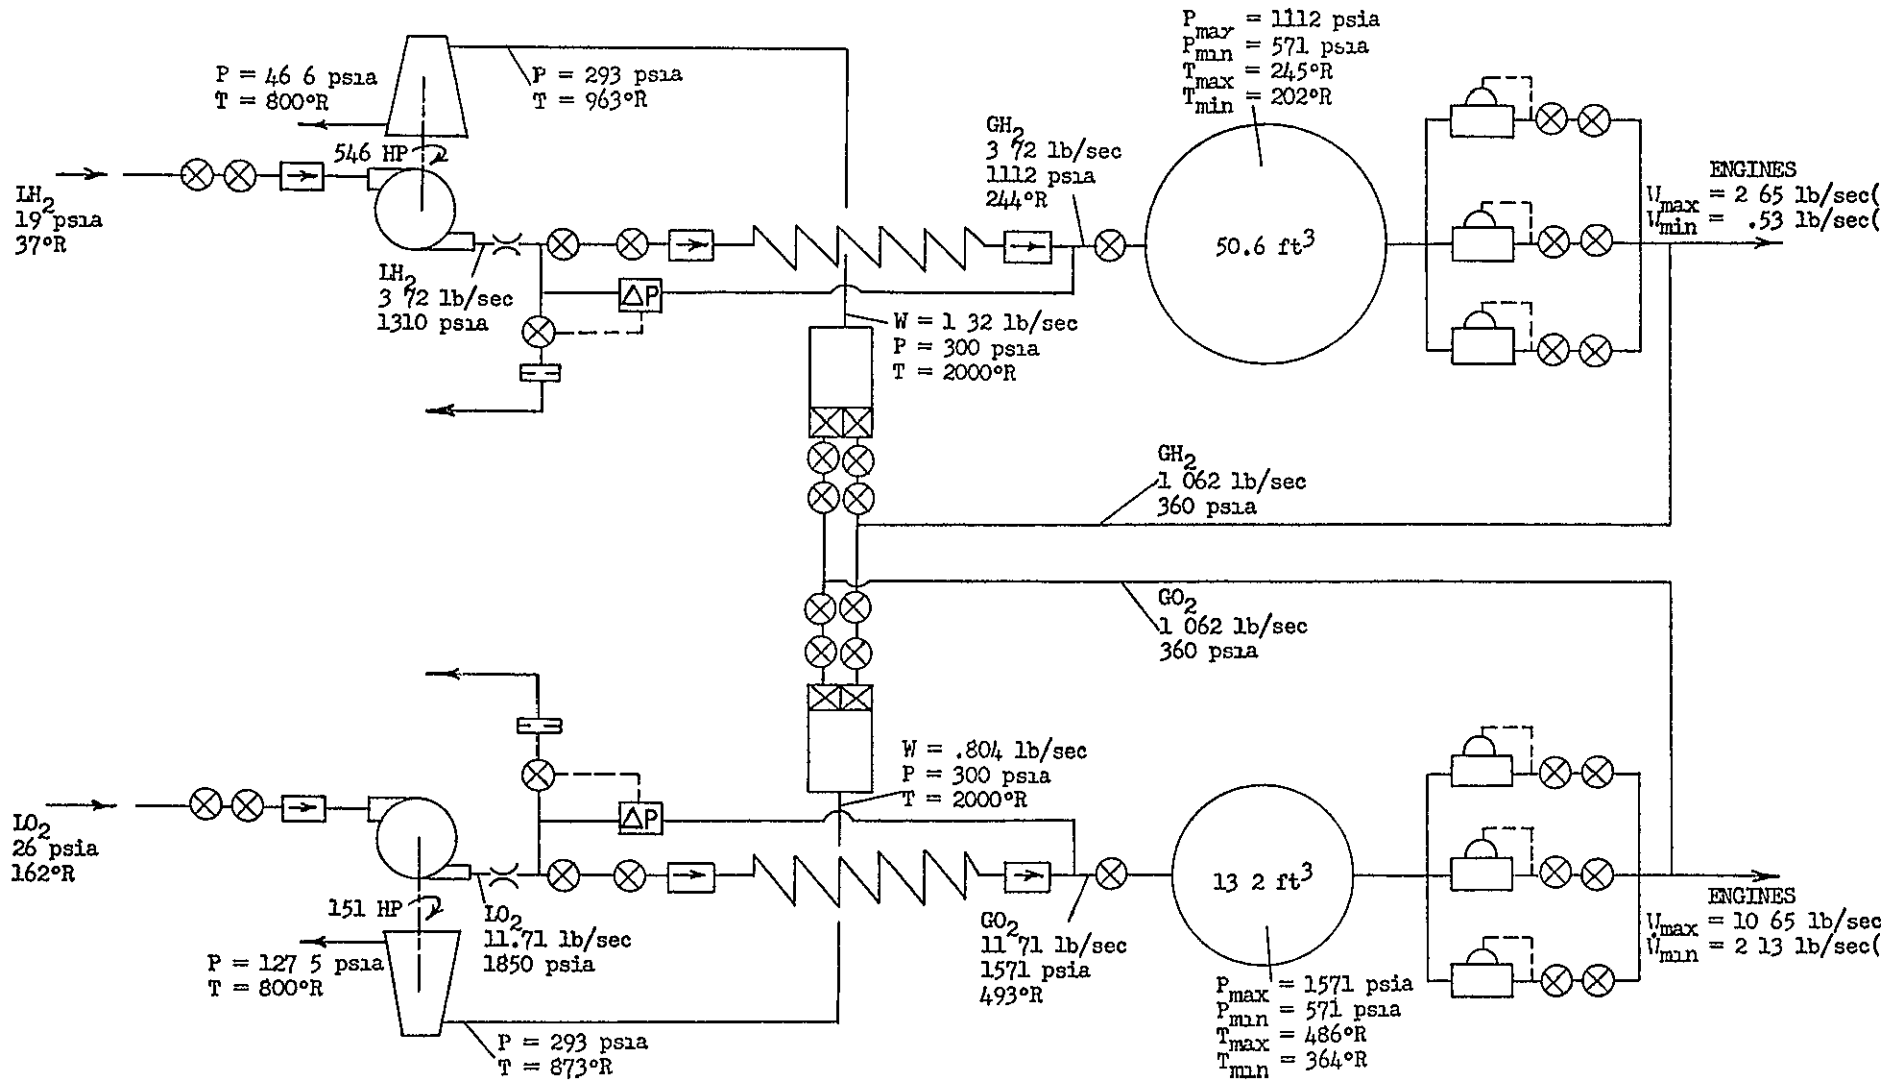 P = 46 6 psia
T = 800°R
P = 293 psia
T = 963°R
546 HP
LH2
19 psia
37°R
LH2
3 72 lb/sec
1310 psia
ΔP
GH2
3 72 lb/sec
1112 psia
244°R
Pmax = 1112 psia
Pmin = 571 psia
Tmax = 245°R
Tmin = 202°R
50.6 ft3
ENGINES
Wmax = 2 65 lb/sec(
Wmin = .53 lb/sec(
W = 1 32 lb/sec
P = 300 psia
T = 2000°R
GH2
1 062 lb/sec
360 psia
GO2
1 062 lb/sec
360 psia
W = .804 lb/sec
P = 300 psia
T = 2000°R
LO2
26 psia
162°R
ΔP
151 HP
LO2
11.71 lb/sec
1850 psia
P = 127 5 psia
T = 800°R
P = 293 psia
T = 873°R
GO2
11 71 lb/sec
1571 psia
493°R
13 2 ft3
Pmax = 1571 psia
Pmin = 571 psia
Tmax = 486°R
Tmin = 364°R
ENGINES
Wmax = 10 65 lb/sec
Wmin = 2 13 lb/sec(